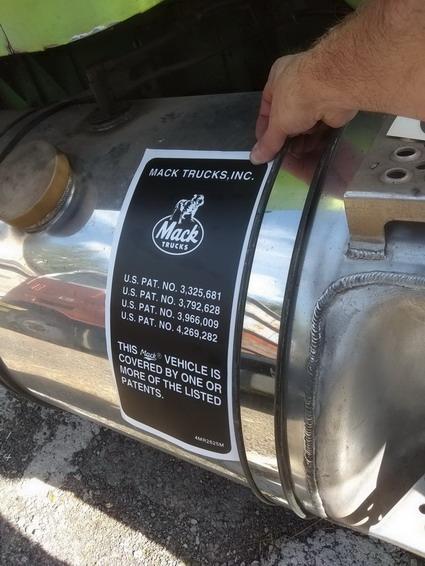 MACK TRUCKS, INC.
Mack
TRUCKS
U.S. PAT. NO. 3,325,681
U.S. PAT. NO. 3,792,628
U.S. PAT. NO. 3,966,009
U.S. PAT. NO. 4,269,282
THIS Mack® VEHICLE IS
COVERED BY ONE OR
MORE OF THE LISTED
PATENTS.
4MR2625M